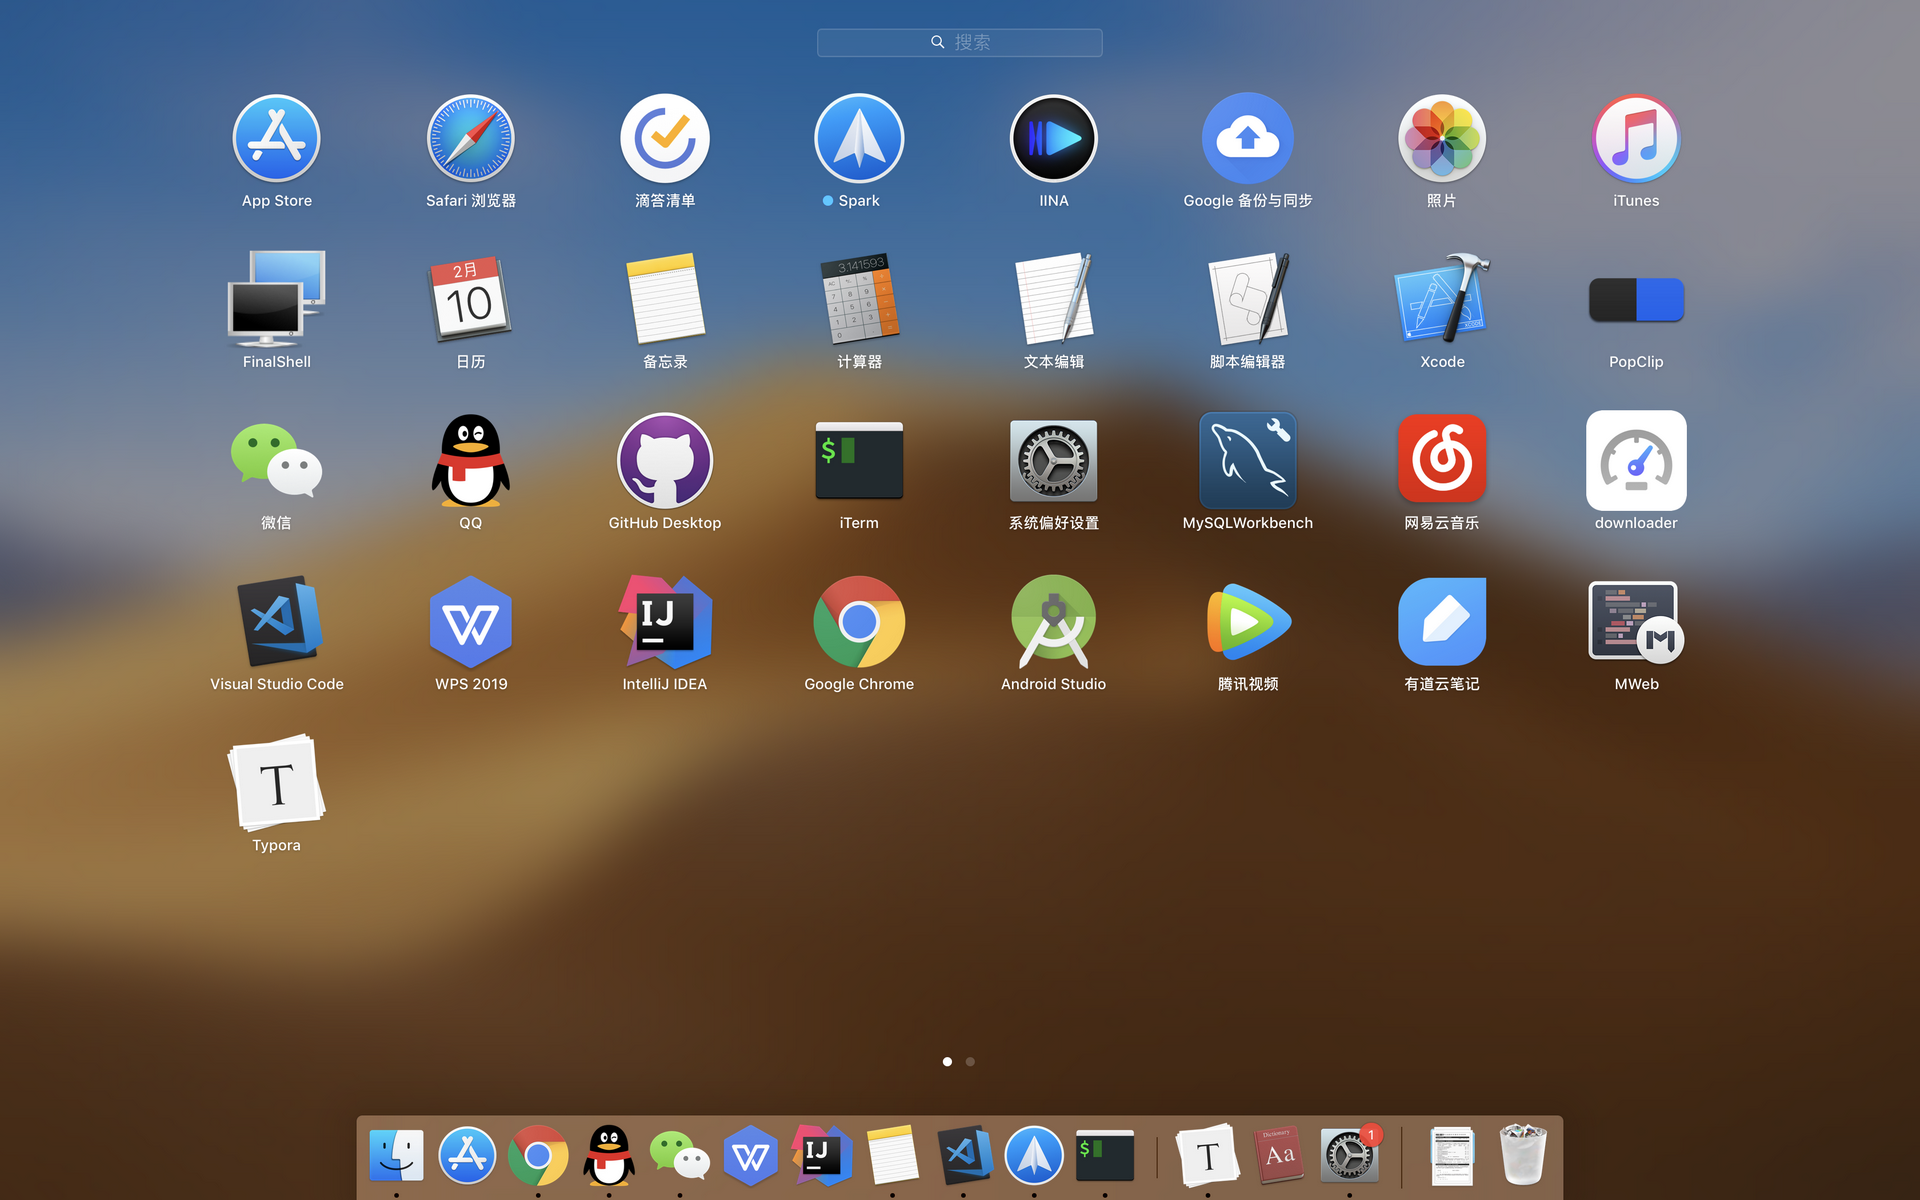 搜索
App Store
Safari 浏览器
滴答清单
Spark
IINA
Google 备份与同步
照片
iTunes
3.141593
2月
10
FinalShell
日历
备忘录
计算器
文本编辑
脚本编辑器
Xcode
PopClip
$
微信
QQ
GitHub Desktop
iTerm
系统偏好设置
MySQLWorkbench
网易云音乐
downloader
IJ
Visual Studio Code
WPS 2019
IntelliJ IDEA
Google Chrome
Android Studio
腾讯视频
有道云笔记
MWeb
T
Typora
IJ
$
T
Dictionary
Aa
1